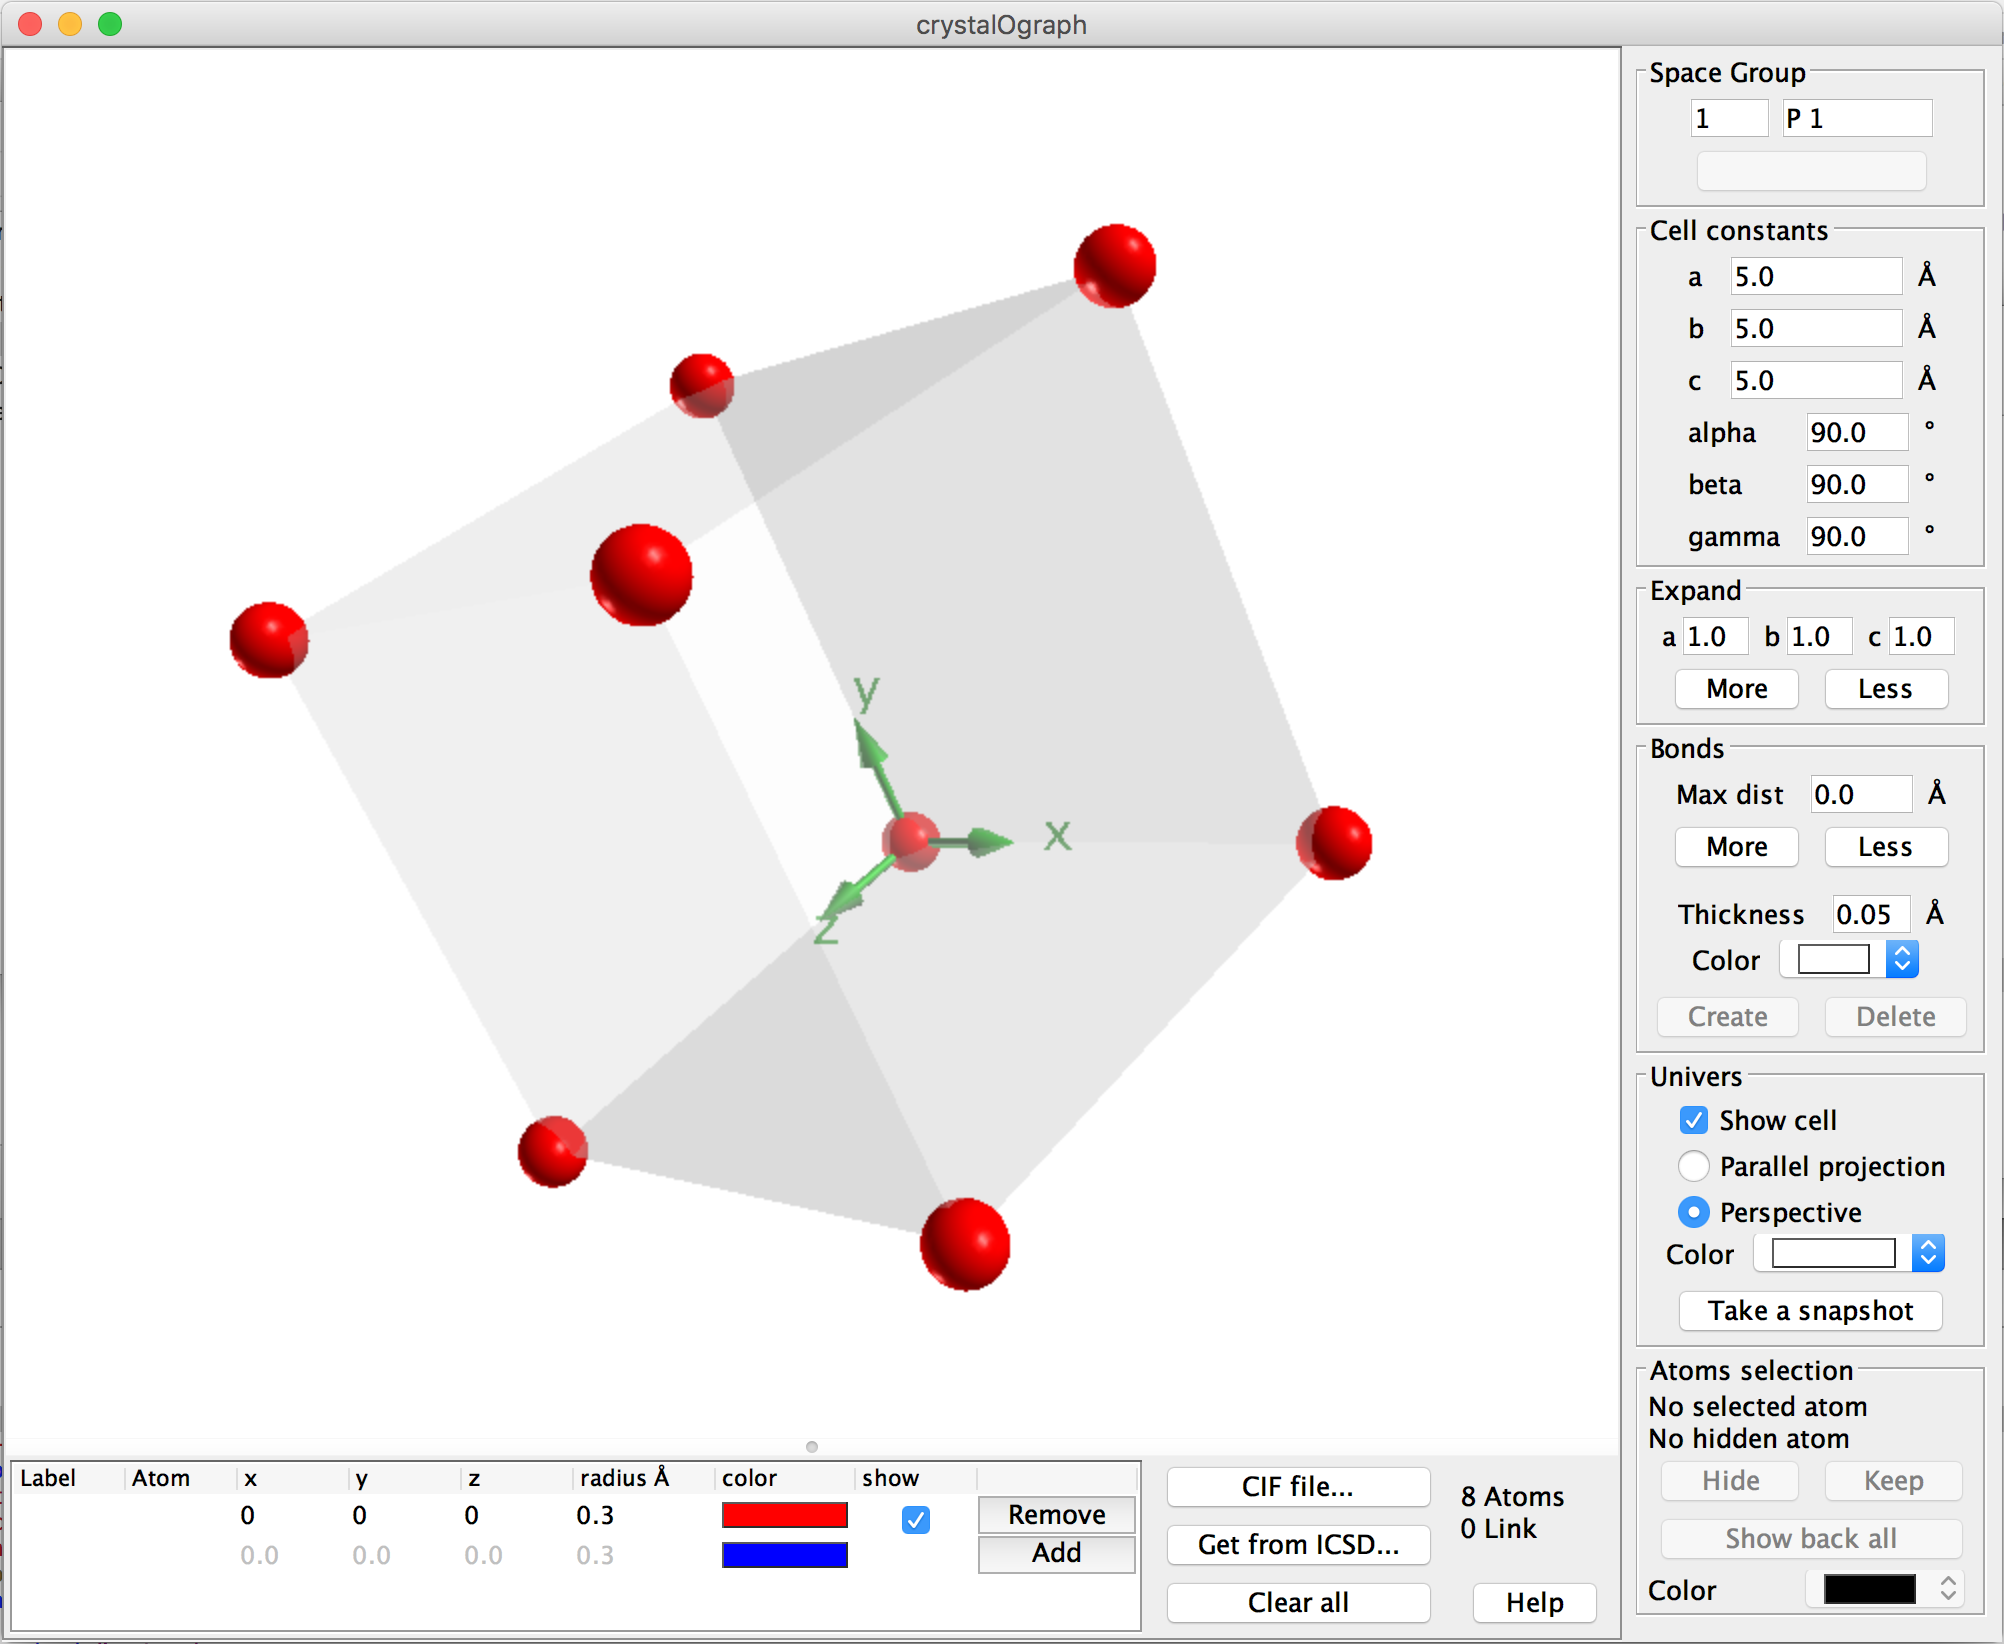 crystalOgraph
y
x
z
Space Group
1 P 1
Cell constants
a 5.0 Å
b 5.0 Å
c 5.0 Å
alpha 90.0 °
beta 90.0 °
gamma 90.0 °
Expand
a 1.0 b 1.0 c 1.0
More Less
Bonds
Max dist 0.0 Å
More Less
Thickness 0.05 Å
Color
Create Delete
Univers
Show cell
Parallel projection
Perspective
Color
Take a snapshot
Atoms selection
No selected atom
No hidden atom
Hide Keep
Show back all
Color
Label Atom x y z radius Å color show
0 0 0 0.3 Remove
0.0 0.0 0.0 0.3 Add
CIF file...
Get from ICSD...
Clear all
8 Atoms
0 Link
Help